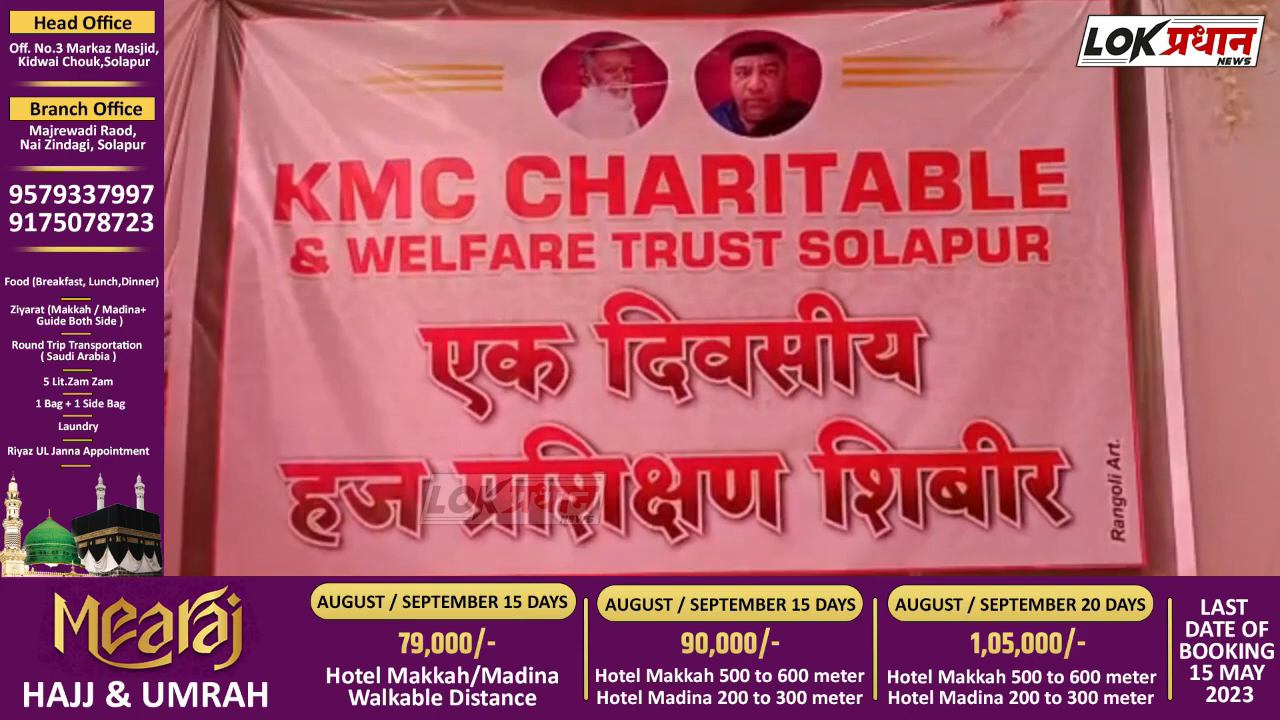 Head Office
Off. No.3 Markaz Masjid,
Kidwai Chouk,Solapur
Branch Office
Majrewadi Raod,
Nai Zindagi, Solapur
9579337997
9175078723
Food (Breakfast, Lunch,Dinner)
Ziyarat (Makkah / Madina+
Guide Both Side )
Round Trip Transportation
( Saudi Arabia )
5 Lit.Zam Zam
1 Bag + 1 Side Bag
Laundry
Riyaz UL Janna Appointment
LOK प्रधान
NEWS
KMC CHARITABLE
& WELFARE TRUST SOLAPUR
एक दिवसीय
हज प्रशिक्षण शिबीर
LOK प्रधान
NEWS
Rangoli Art.
Mearaj
HAJJ & UMRAH
AUGUST / SEPTEMBER 15 DAYS
79,000/-
Hotel Makkah/Madina
Walkable Distance
AUGUST / SEPTEMBER 15 DAYS
90,000/-
Hotel Makkah 500 to 600 meter
Hotel Madina 200 to 300 meter
AUGUST / SEPTEMBER 20 DAYS
1,05,000/-
Hotel Makkah 500 to 600 meter
Hotel Madina 200 to 300 meter
LAST
DATE OF
BOOKING
15 MAY
2023